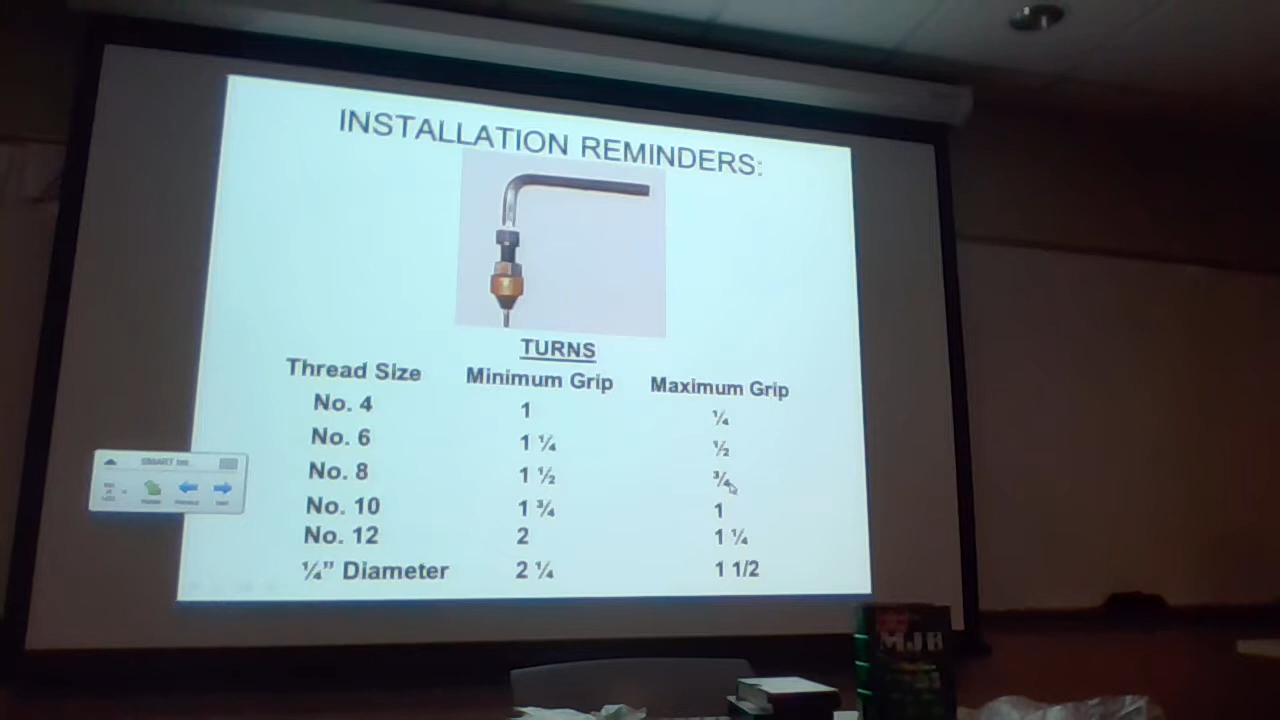 INSTALLATION REMINDERS:
TURNS
Thread Size Minimum Grip Maximum Grip
No. 4 1 ¼
No. 6 1 ¼ ½
No. 8 1 ½ ¾
No. 10 1 ¾ 1
No. 12 2 1 ¼
¼” Diameter 2 ¼ 1 1/2
SMART
MJB